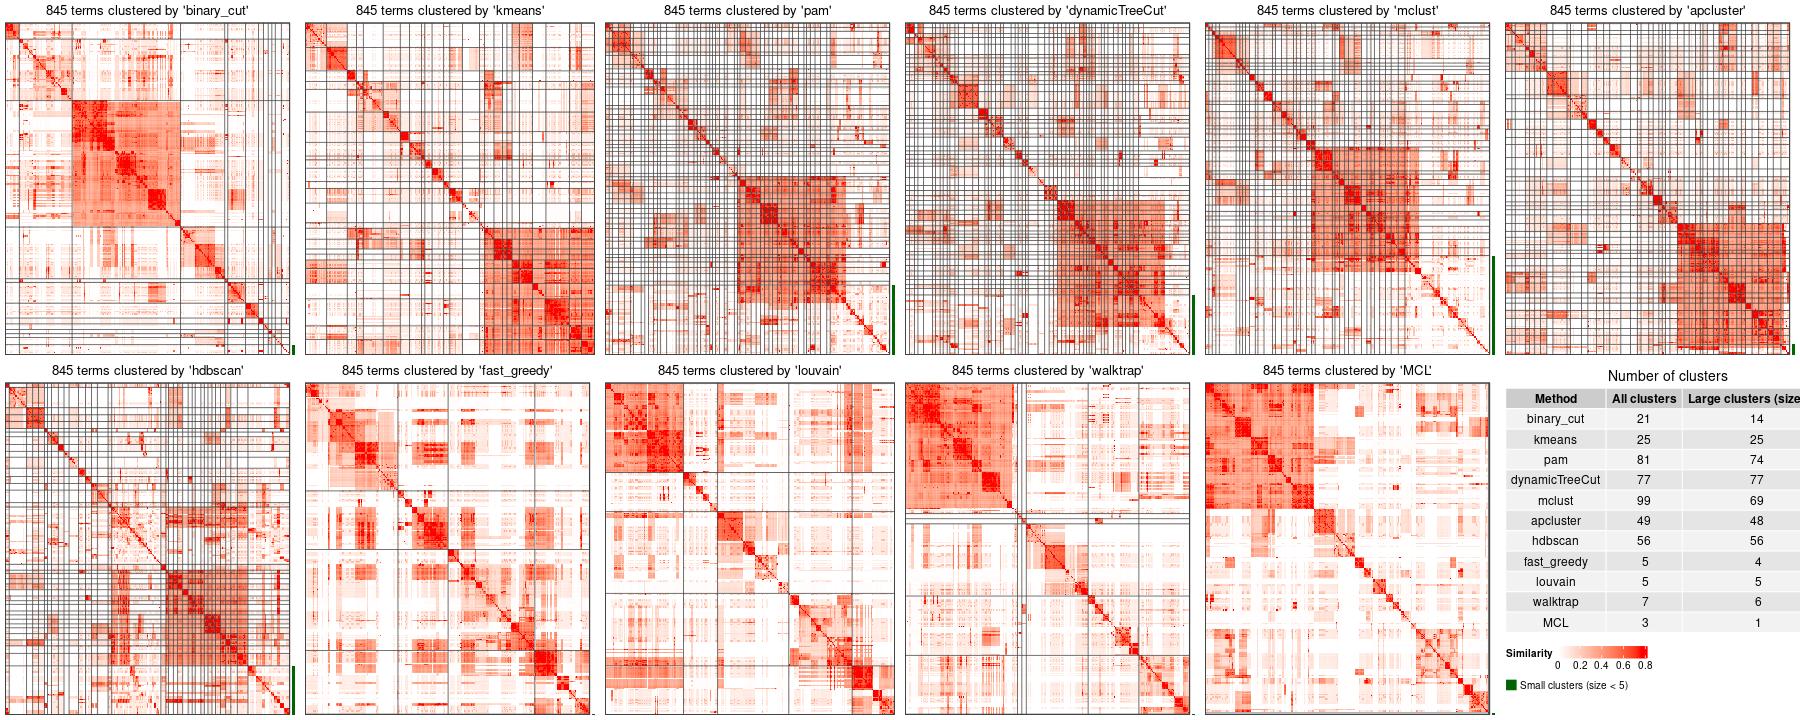 845 terms clustered by 'binary_cut'
845 terms clustered by 'kmeans'
845 terms clustered by 'pam'
845 terms clustered by 'dynamicTreeCut'
845 terms clustered by 'mclust'
845 terms clustered by 'apcluster'
845 terms clustered by 'hdbscan'
845 terms clustered by 'fast_greedy'
845 terms clustered by 'louvain'
845 terms clustered by 'walktrap'
845 terms clustered by 'MCL'
Number of clusters
Method All clusters Large clusters (size
binary_cut 21 14
kmeans 25 25
pam 81 74
dynamicTreeCut 77 77
mclust 99 69
apcluster 49 48
hdbscan 56 56
fast_greedy 5 4
louvain 5 5
walktrap 7 6
MCL 3 1
Similarity
0 0.2 0.4 0.6 0.8
Small clusters (size < 5)